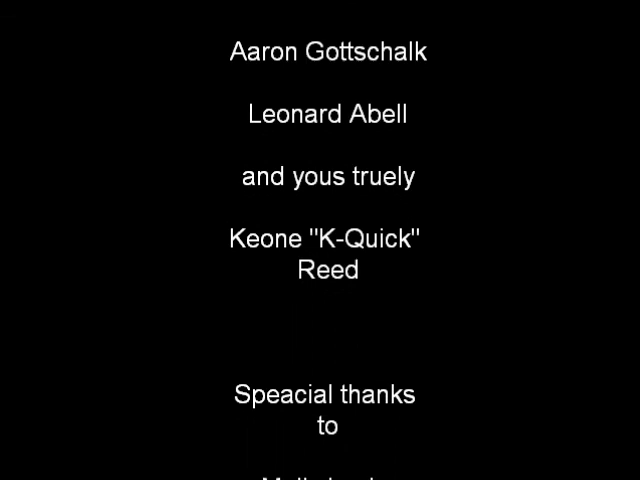 Aaron Gottschalk
Leonard Abell
and yous truely
Keone "K-Quick"
Reed
Speacial thanks
to